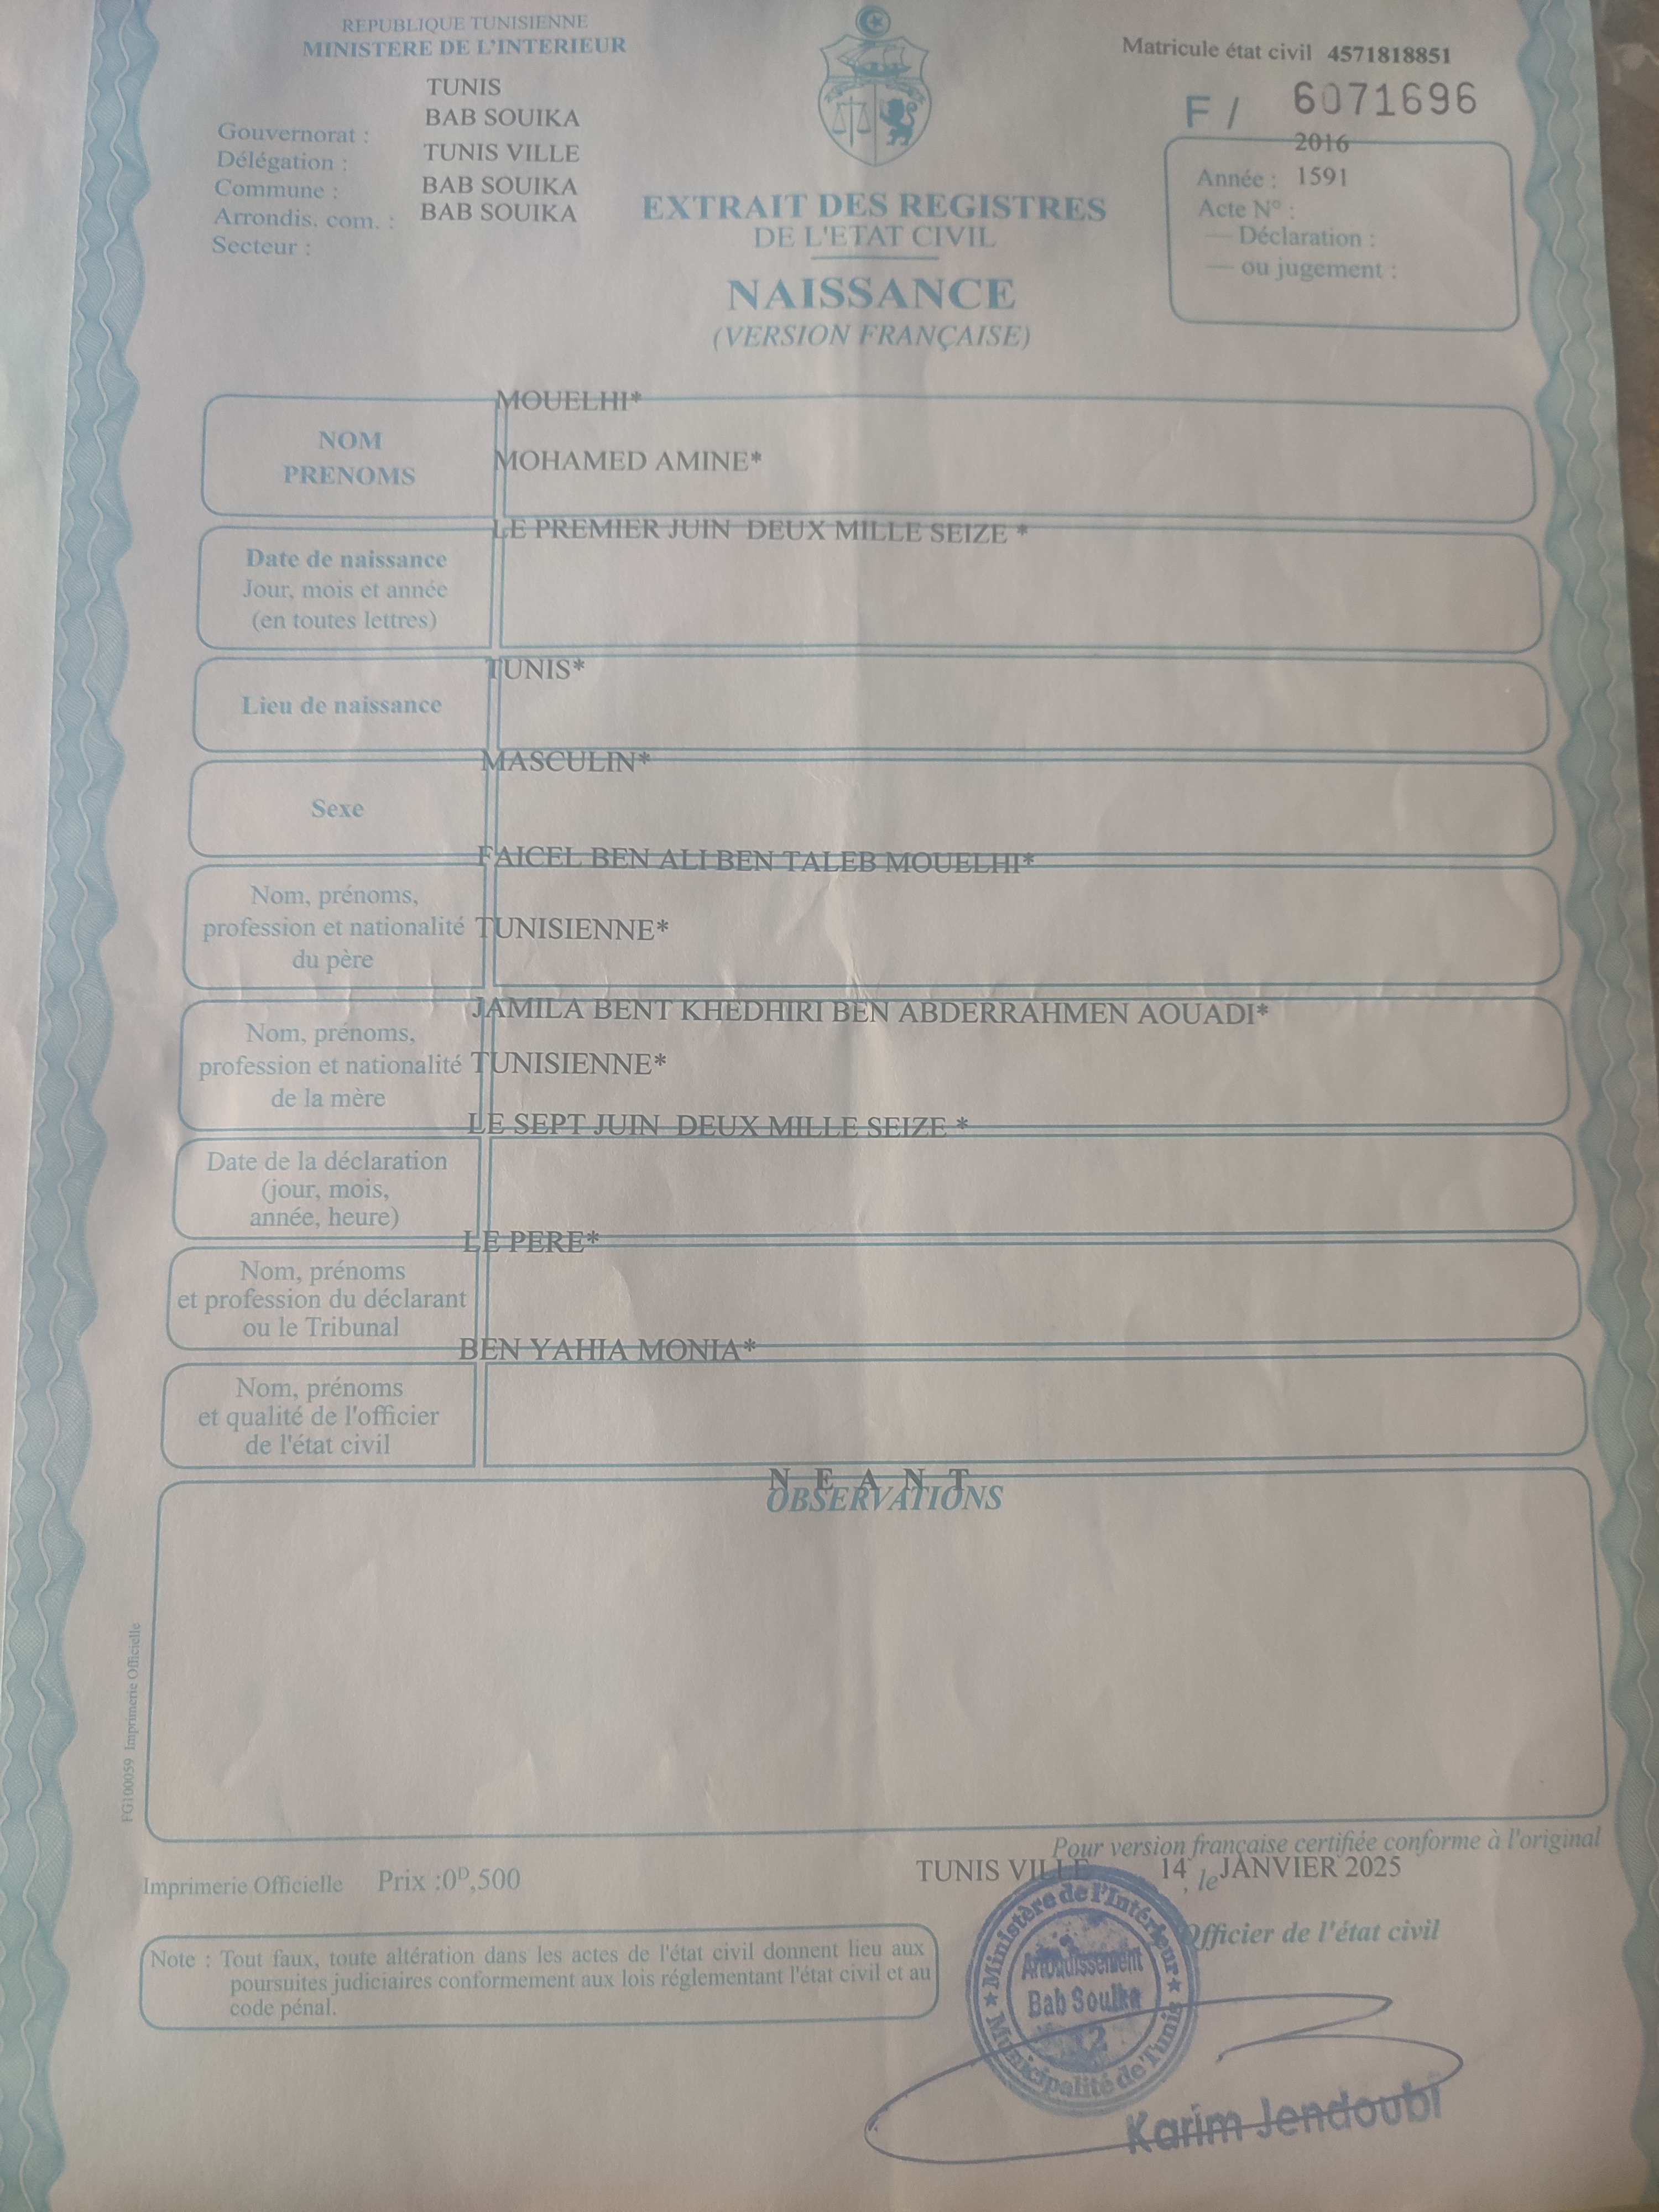 REPUBLIQUE TUNISIENNE
MINISTERE DE L'INTERIEUR
Matricule état civil 4571818851
F / 6071696
TUNIS
Gouvernorat : BAB SOUIKA
Délégation : TUNIS VILLE
Commune : BAB SOUIKA
Arrondis. com. : BAB SOUIKA
Secteur :
2016
Année : 1591
Acte N° :
— Déclaration :
— ou jugement :
EXTRAIT DES REGISTRES
DE L'ETAT CIVIL
NAISSANCE
(VERSION FRANÇAISE)
MOUELHI*
NOM
PRENOMS
MOHAMED AMINE*
LE PREMIER JUIN DEUX MILLE SEIZE *
Date de naissance
Jour, mois et année
(en toutes lettres)
TUNIS*
Lieu de naissance
MASCULIN*
Sexe
FAICEL BEN ALI BEN TALEB MOUELHI*
Nom, prénoms,
profession et nationalité TUNISIENNE*
du père
JAMILA BENT KHEDHIRI BEN ABDERRAHMEN AOUADI*
Nom, prénoms,
profession et nationalité TUNISIENNE*
de la mère
LE SEPT JUIN DEUX MILLE SEIZE *
Date de la déclaration
(jour, mois,
année, heure)
LE PERE*
Nom, prénoms
et profession du déclarant
ou le Tribunal
BEN YAHIA MONIA*
Nom, prénoms
et qualité de l'officier
de l'état civil
N E A N T
OBSERVATIONS
FG100059 Imprimerie Officielle
Pour version française certifiée conforme à l'original
TUNIS VILLE , le 14 JANVIER 2025
Imprimerie Officielle Prix :0D,500
Officier de l'état civil
Note : Tout faux, toute altération dans les actes de l'état civil donnent lieu aux
poursuites judiciaires conformement aux lois réglementant l'état civil et au
code pénal.
★ Ministère de l'Intérieur ★
Municipalité de Tunis
Arrondissement
Bab Souika
12
Karim Jendoubi